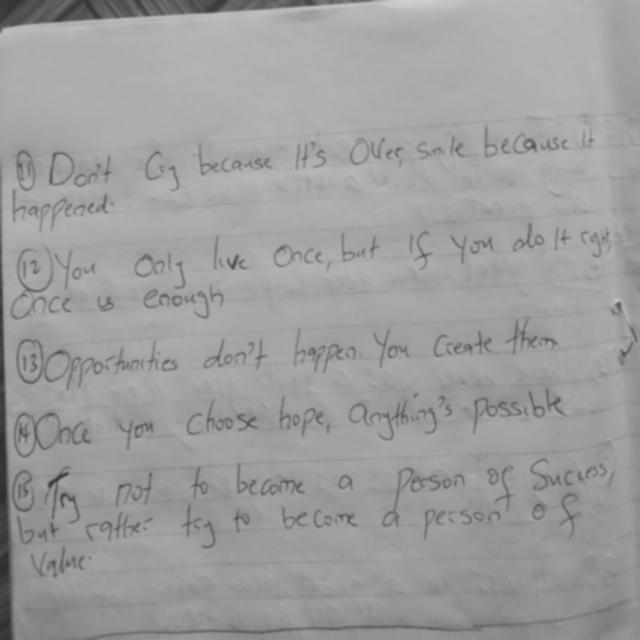 ⑪ Don't Cry because It's Over, smile because it
happened.
⑫ You Only live Once, but If you do It right
Once is enough
⑬ Opportunities don't happen. You Create them
⑭ Once you choose hope, anything's possible
⑮ Try not to become a person of Success,
but rather try to become a person of
Value.